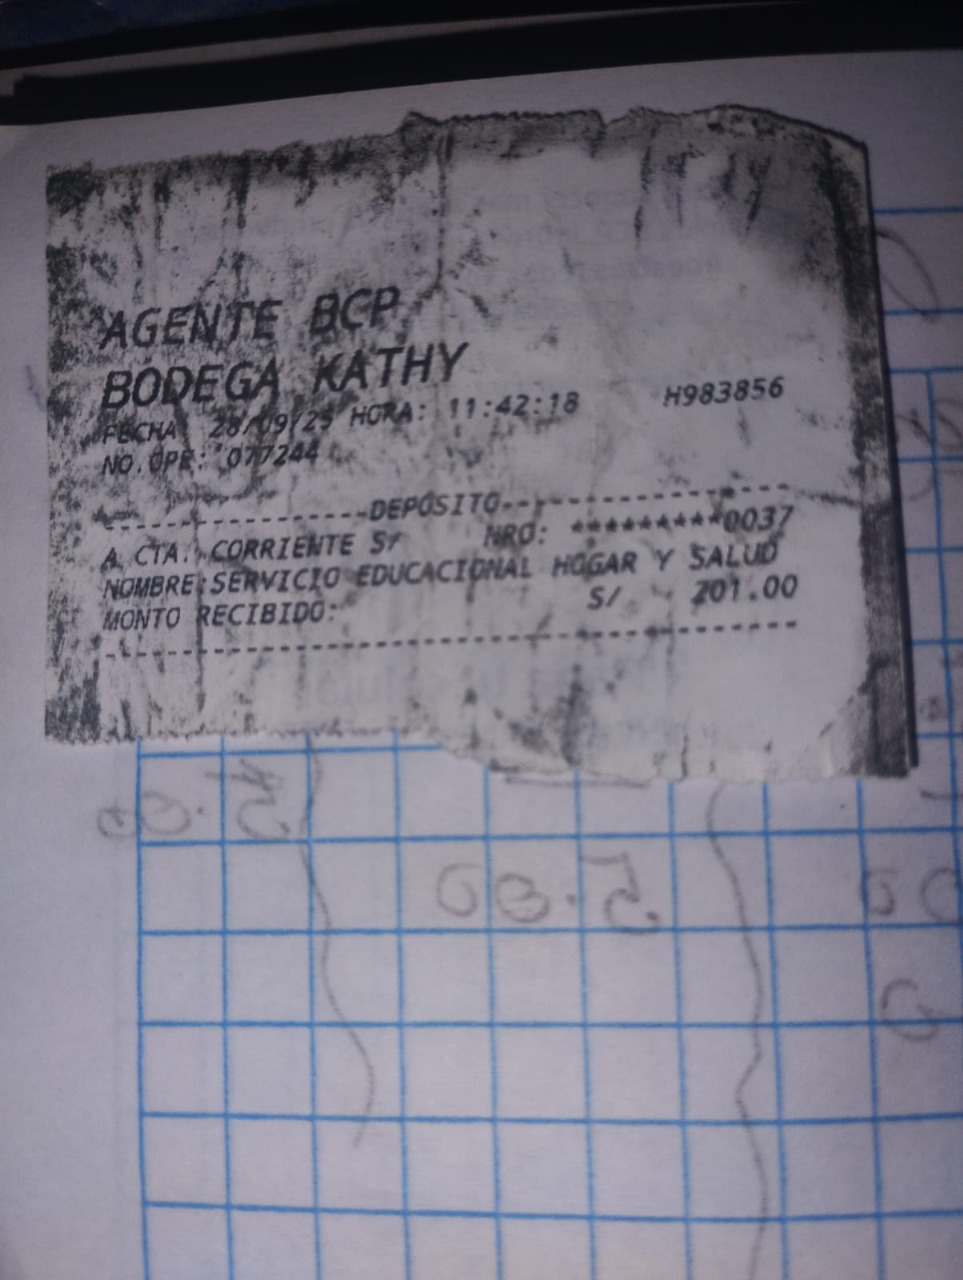 AGENTE BCP
BODEGA KATHY
FECHA: 28/09/25 HORA: 11:42:18 H983856
NO.OPE: 077244
------------------DEPOSITO------------------
A CTA. CORRIENTE S/ NRO: *********0037
NOMBRE:SERVICIO EDUCACIONAL HOGAR Y SALUD
MONTO RECIBIDO: S/ 201.00